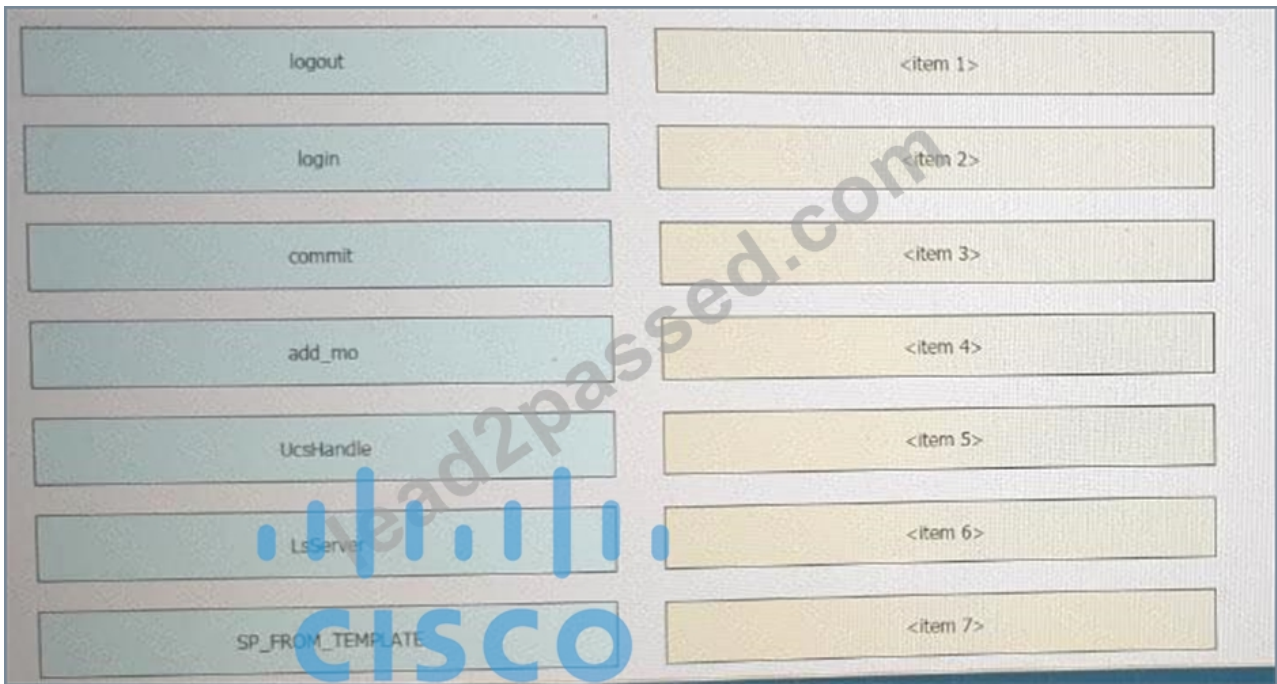 logout
<item 1>
login
<item 2>
commit
<item 3>
add_mo
<item 4>
UcsHandle
<item 5>
LsServer
<item 6>
SP_FROM_TEMPLATE
<item 7>
lead2passed.com
CISCO